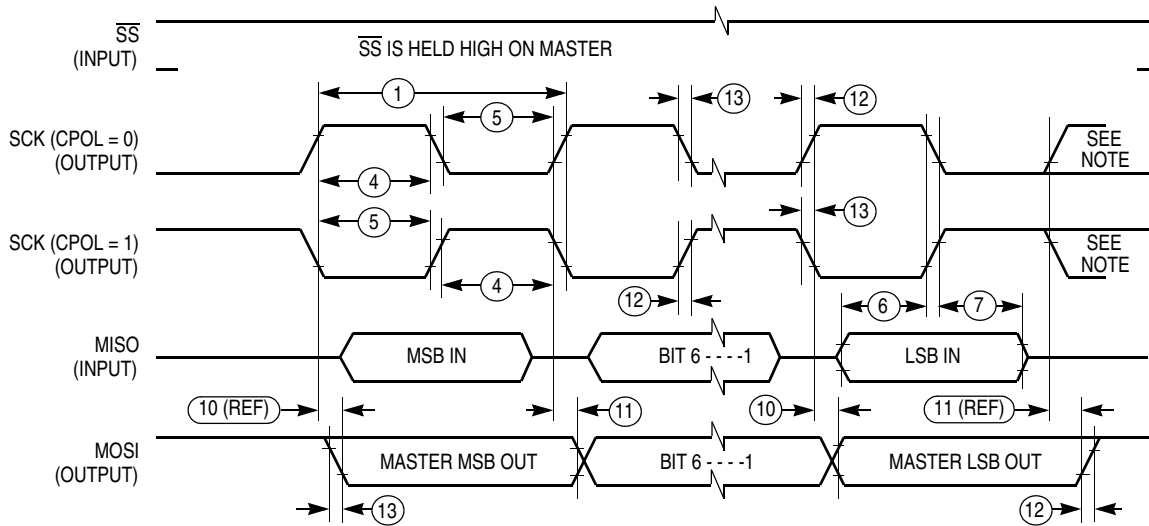 SS
(INPUT)
SS IS HELD HIGH ON MASTER
1
13
12
5
SCK (CPOL = 0)
(OUTPUT)
SEE
NOTE
4
5
13
SCK (CPOL = 1)
(OUTPUT)
SEE
NOTE
4
12
6
7
MISO
(INPUT)
MSB IN
BIT 6 - - - -1
LSB IN
10 (REF)
11
10
11 (REF)
MOSI
(OUTPUT)
MASTER MSB OUT
BIT 6 - - - -1
MASTER LSB OUT
13
12